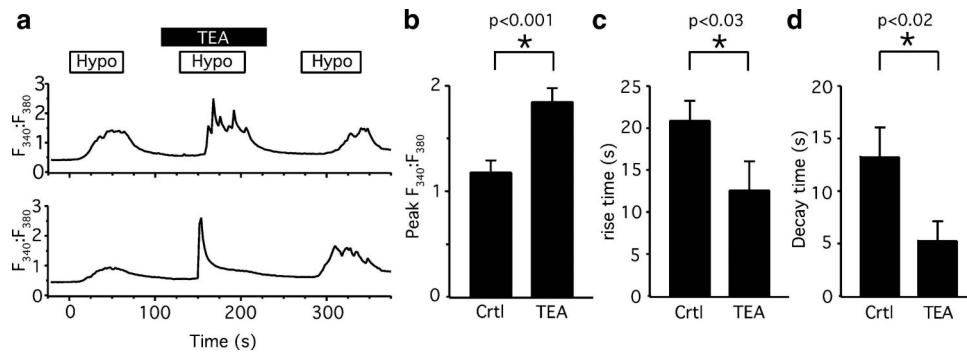 a
TEA
Hypo Hypo Hypo
F340:F380
3
2
1
0
F340:F380
3
2
1
0
0 100 200 300
Time (s)
b
p<0.001
*
Peak F340:F380
2
1
0
Crtl TEA
c
p<0.03
*
rise time (s)
25
20
15
10
5
0
Crtl TEA
d
p<0.02
*
Decay time (s)
20
15
10
5
0
Crtl TEA